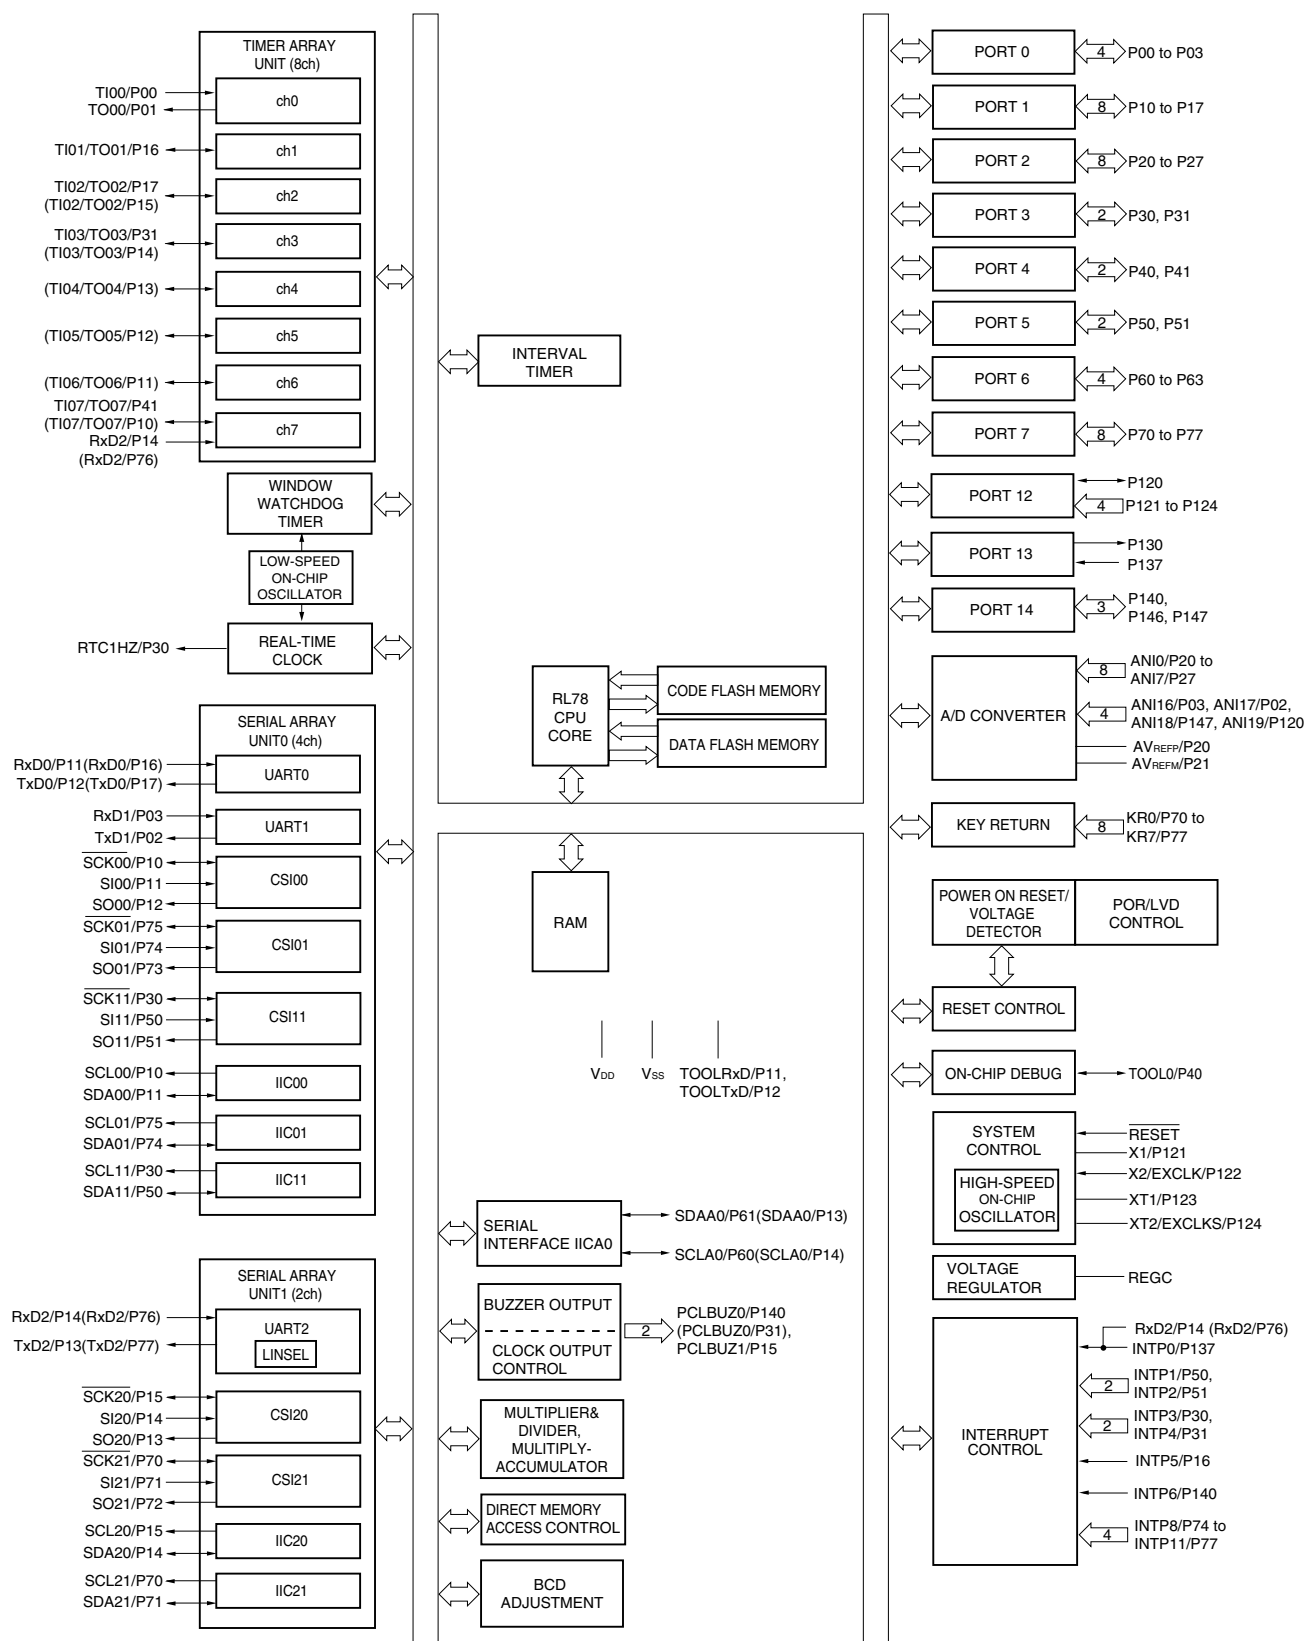 TIMER ARRAY
UNIT (8ch)
TI00/P00
TO00/P01
ch0
TI01/TO01/P16
ch1
TI02/TO02/P17
(TI02/TO02/P15)
ch2
TI03/TO03/P31
(TI03/TO03/P14)
ch3
(TI04/TO04/P13)
ch4
(TI05/TO05/P12)
ch5
(TI06/TO06/P11)
ch6
TI07/TO07/P41
(TI07/TO07/P10)
RxD2/P14
(RxD2/P76)
ch7
WINDOW
WATCHDOG
TIMER
LOW-SPEED
ON-CHIP
OSCILLATOR
RTC1HZ/P30
REAL-TIME
CLOCK
SERIAL ARRAY
UNIT0 (4ch)
RxD0/P11(RxD0/P16)
TxD0/P12(TxD0/P17)
UART0
RxD1/P03
TxD1/P02
UART1
SCK00/P10
SI00/P11
SO00/P12
CSI00
SCK01/P75
SI01/P74
SO01/P73
CSI01
SCK11/P30
SI11/P50
SO11/P51
CSI11
SCL00/P10
SDA00/P11
IIC00
SCL01/P75
SDA01/P74
IIC01
SCL11/P30
SDA11/P50
IIC11
SERIAL ARRAY
UNIT1 (2ch)
RxD2/P14(RxD2/P76)
TxD2/P13(TxD2/P77)
UART2
LINSEL
SCK20/P15
SI20/P14
SO20/P13
CSI20
SCK21/P70
SI21/P71
SO21/P72
CSI21
SCL20/P15
SDA20/P14
IIC20
SCL21/P70
SDA21/P71
IIC21
INTERVAL
TIMER
RL78
CPU
CORE
CODE FLASH MEMORY
DATA FLASH MEMORY
RAM
VDD
VSS
TOOLRxD/P11,
TOOLTxD/P12
SERIAL
INTERFACE IICA0
SDAA0/P61(SDAA0/P13)
SCLA0/P60(SCLA0/P14)
BUZZER OUTPUT
CLOCK OUTPUT
CONTROL
2
PCLBUZ0/P140
(PCLBUZ0/P31),
PCLBUZ1/P15
MULTIPLIER&
DIVIDER,
MULITIPLY-
ACCUMULATOR
DIRECT MEMORY
ACCESS CONTROL
BCD
ADJUSTMENT
PORT 0
4
P00 to P03
PORT 1
8
P10 to P17
PORT 2
8
P20 to P27
PORT 3
2
P30, P31
PORT 4
2
P40, P41
PORT 5
2
P50, P51
PORT 6
4
P60 to P63
PORT 7
8
P70 to P77
PORT 12
P120
4
P121 to P124
PORT 13
P130
P137
PORT 14
3
P140,
P146, P147
A/D CONVERTER
8
ANI0/P20 to
ANI7/P27
4
ANI16/P03, ANI17/P02,
ANI18/P147, ANI19/P120
AVREFP/P20
AVREFM/P21
KEY RETURN
8
KR0/P70 to
KR7/P77
POWER ON RESET/
VOLTAGE
DETECTOR
POR/LVD
CONTROL
RESET CONTROL
ON-CHIP DEBUG
TOOL0/P40
SYSTEM
CONTROL
HIGH-SPEED
ON-CHIP
OSCILLATOR
RESET
X1/P121
X2/EXCLK/P122
XT1/P123
XT2/EXCLKS/P124
VOLTAGE
REGULATOR
REGC
INTERRUPT
CONTROL
RxD2/P14 (RxD2/P76)
INTP0/P137
2
INTP1/P50,
INTP2/P51
2
INTP3/P30,
INTP4/P31
INTP5/P16
INTP6/P140
4
INTP8/P74 to
INTP11/P77